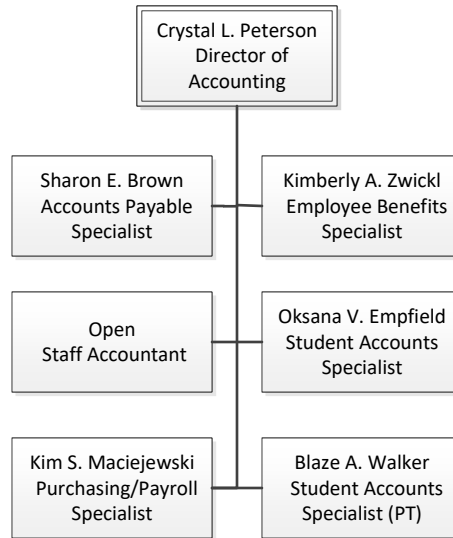 Crystal L. Peterson
Director of
Accounting
Sharon E. Brown
Accounts Payable
Specialist
Kimberly A. Zwickl
Employee Benefits
Specialist
Open
Staff Accountant
Oksana V. Empfield
Student Accounts
Specialist
Kim S. Maciejewski
Purchasing/Payroll
Specialist
Blaze A. Walker
Student Accounts
Specialist (PT)